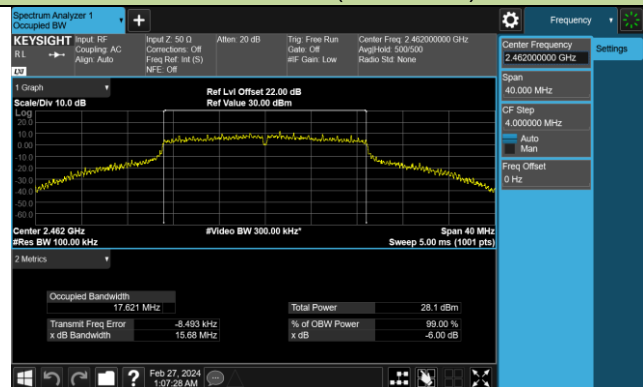 Spectrum Analyzer 1
Occupied BW
Frequency
KEYSIGHT
Input: RF
Coupling: AC
Align: Auto
Input Z: 50 Ω
Corrections: Off
Freq Ref: Int (S)
NFE: Off
Atten: 20 dB
Trig: Free Run
Gate: Off
#IF Gain: Low
Center Freq: 2.462000000 GHz
Avg|Hold: 500/500
Radio Std: None
RL
LXI
Center Frequency
2.462000000 GHz
Settings
Span
40.000 MHz
CF Step
4.000000 MHz
Auto
Man
Freq Offset
0 Hz
1 Graph
Scale/Div 10.0 dB
Ref Lvl Offset 22.00 dB
Ref Value 30.00 dBm
Log
20.0
10.0
0.00
-10.0
-20.0
-30.0
-40.0
-50.0
-60.0
Center 2.462 GHz
#Res BW 100.00 kHz
#Video BW 300.00 kHz*
Span 40 MHz
Sweep 5.00 ms (1001 pts)
2 Metrics
Occupied Bandwidth
17.621 MHz
Total Power 28.1 dBm
Transmit Freq Error -8.493 kHz
% of OBW Power 99.00 %
x dB Bandwidth 15.68 MHz
x dB -6.00 dB
Feb 27, 2024
1:07:28 AM